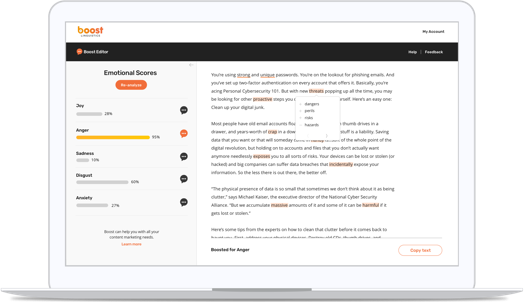 boost
LINGUISTICS
My Account
Boost Editor
Help | Feedback
Emotional Scores
Re-analyze
Joy
28%
Anger
95%
Sadness
10%
Disgust
60%
Anxiety
27%
Boost can help you with all your
content marketing needs.
Learn more.
You're using strong and unique passwords. You're on the lookout for phishing emails. And
you've set up two-factor authentication on every account that offers it. Basically, you're
acing Personal Cybersecurity 101. But with new threats popping up all the time, you may
be looking for other proactive steps you rself. Here's an easy one:
Clean up your digital junk.
dangers
perils
risks
hazards
Most people have old email accounts floa thumb drives in a
drawer, and years-worth of crap in a dow stuff is a liability. Saving
data that you want or that will someday of the whole point of the
digital revolution, but holding on to accounts and files that you don't actually want
anymore needlessly exposes you to all sorts of risks. Your devices can be lost or stolen (or
hacked) and big companies can suffer data breaches that incidentally expose your
information. So the less there is out there, the better off.
"The physical presence of data is so small that sometimes we don't think about it as being
clutter," says Michael Kaiser, the executive director of the National Cyber Security
Alliance. "But we accumulate massive amounts of it and some of it can be harmful if it
gets lost or stolen."
Here's some tips from the experts on how to clean that clutter before it comes back to
Boosted for Anger
Copy text